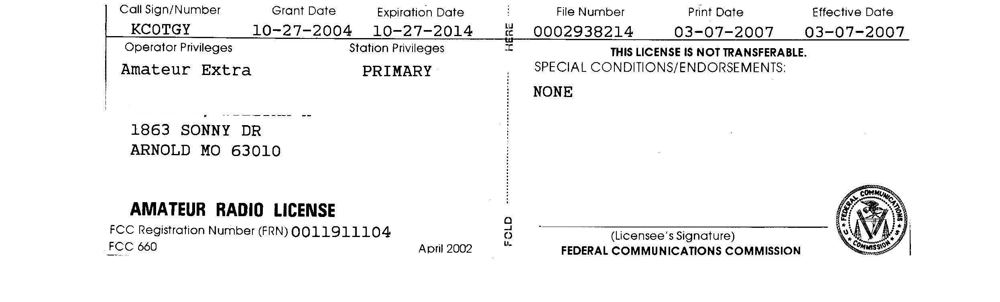 Call Sign/Number Grant Date Expiration Date
KC0TGY 10-27-2004 10-27-2014
Operator Privileges Station Privileges
Amateur Extra PRIMARY
1863 SONNY DR
ARNOLD MO 63010
AMATEUR RADIO LICENSE
FCC Registration Number (FRN) 0011911104
FCC 660 April 2002
FOLD HERE
File Number Print Date Effective Date
0002938214 03-07-2007 03-07-2007
THIS LICENSE IS NOT TRANSFERABLE.
SPECIAL CONDITIONS/ENDORSEMENTS:
NONE
(Licensee's Signature)
FEDERAL COMMUNICATIONS COMMISSION
FEDERAL COMMUNICATIONS COMMISSION U S